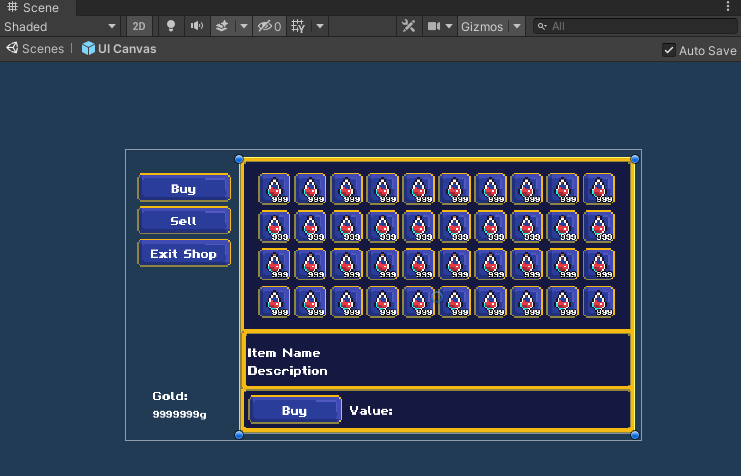 Scene
Shaded
2D
0
Gizmos
All
Scenes
UI Canvas
Auto Save
Buy
Sell
Exit Shop
999 999 999 999 999 999 999 999 999 999
999 999 999 999 999 999 999 999 999 999
999 999 999 999 999 999 999 999 999 999
999 999 999 999 999 999 999 999 999 999
Item Name
Description
Gold:
9999999g
Buy
Value: